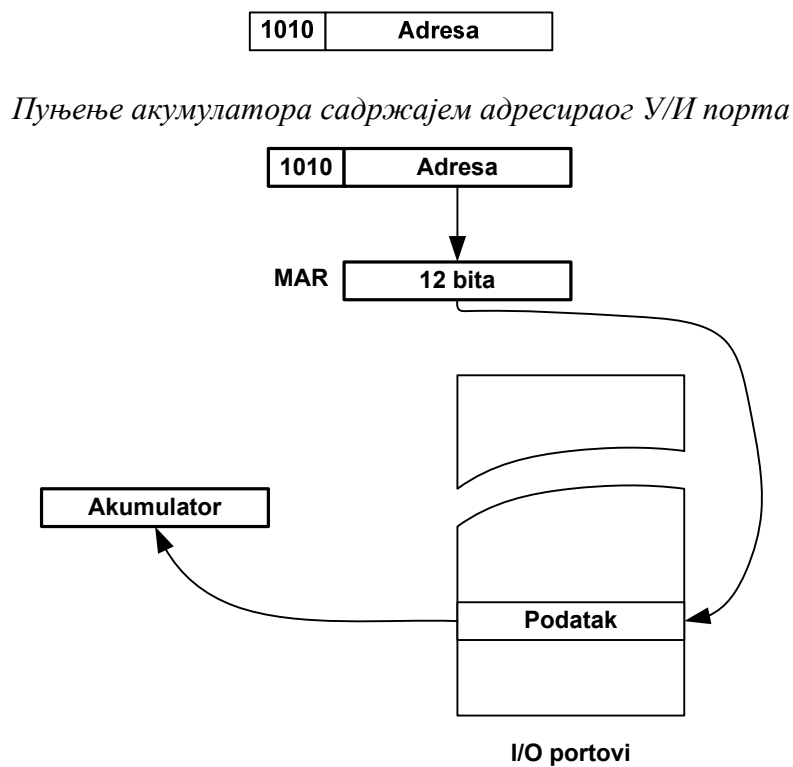 1010 Adresa
Пуњење акумулатора садржајем адресираог У/И порта
1010 Adresa
MAR 12 bita
Akumulator
Podatak
I/O portovi